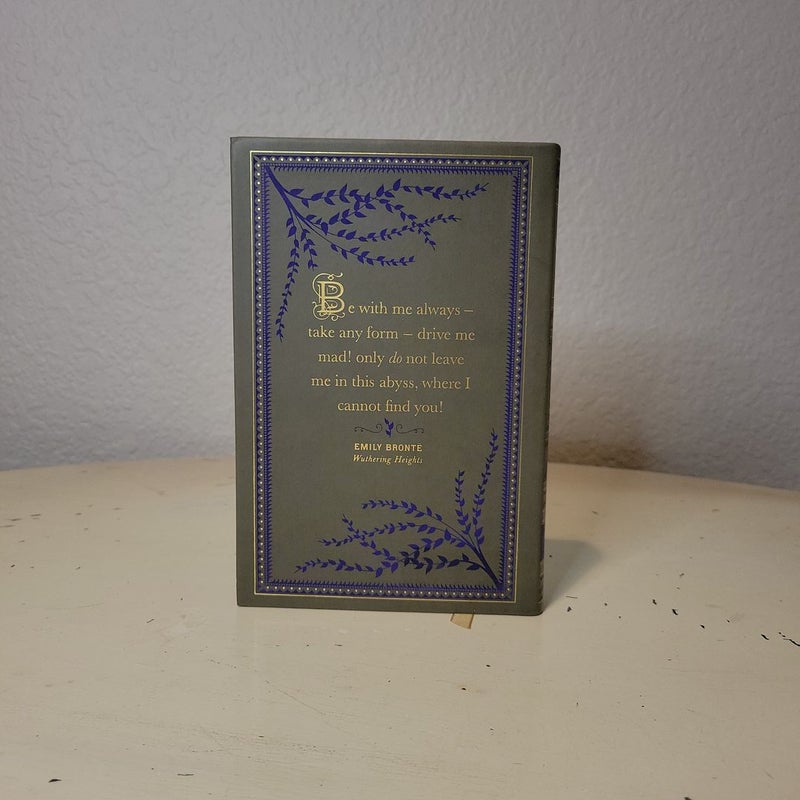 Be with me always –
take any form – drive me
mad! only do not leave
me in this abyss, where I
cannot find you!
EMILY BRONTË
Wuthering Heights